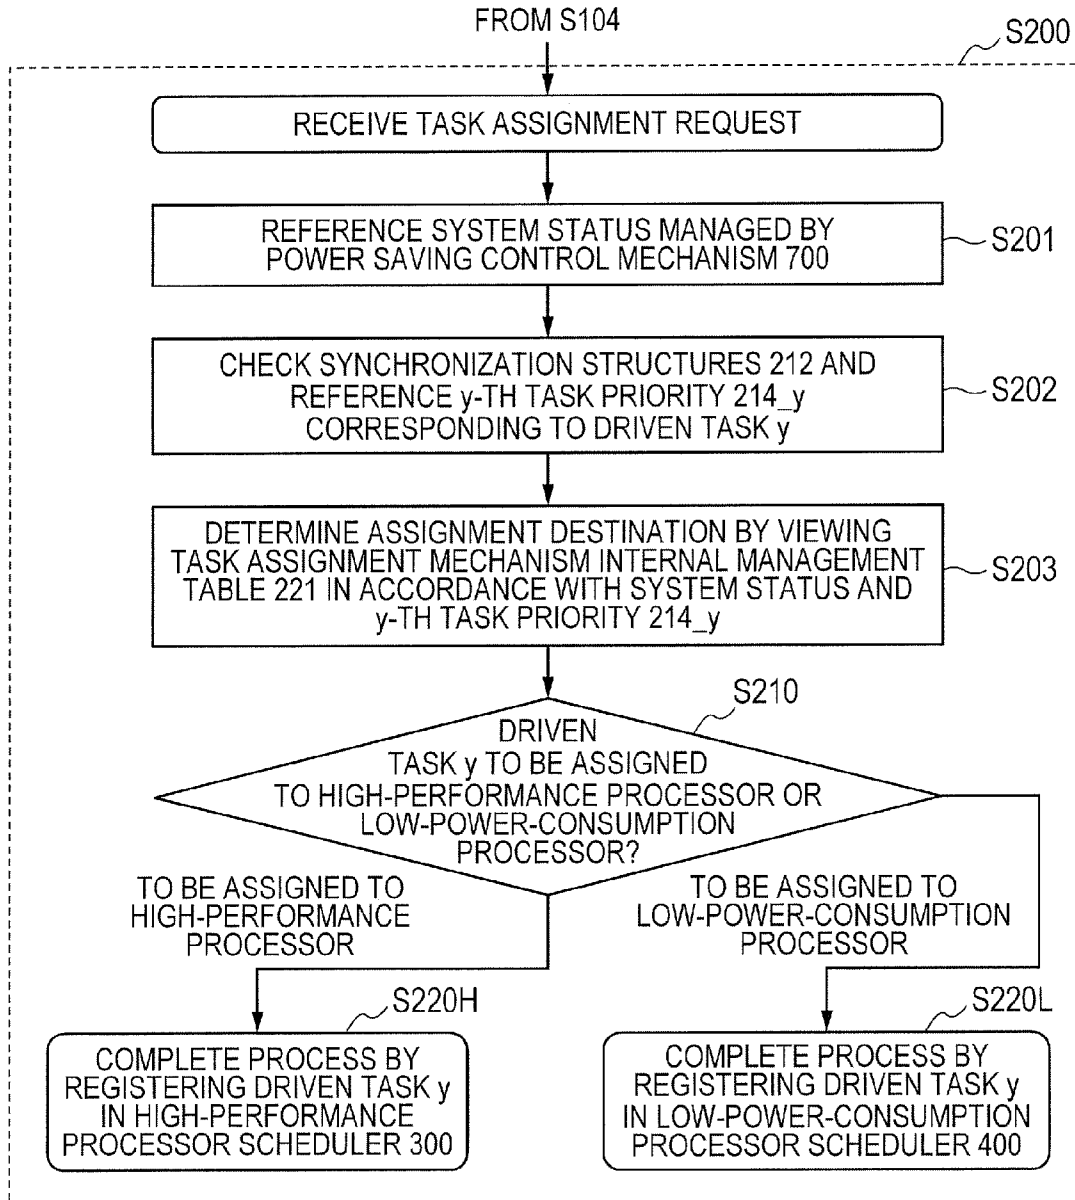 FROM S104
S200
RECEIVE TASK ASSIGNMENT REQUEST
REFERENCE SYSTEM STATUS MANAGED BY
POWER SAVING CONTROL MECHANISM 700
S201
CHECK SYNCHRONIZATION STRUCTURES 212 AND
REFERENCE y-TH TASK PRIORITY 214_y
CORRESPONDING TO DRIVEN TASK y
S202
DETERMINE ASSIGNMENT DESTINATION BY VIEWING
TASK ASSIGNMENT MECHANISM INTERNAL MANAGEMENT
TABLE 221 IN ACCORDANCE WITH SYSTEM STATUS AND
y-TH TASK PRIORITY 214_y
S203
S210
DRIVEN
TASK y TO BE ASSIGNED
TO HIGH-PERFORMANCE PROCESSOR OR
LOW-POWER-CONSUMPTION
PROCESSOR?
TO BE ASSIGNED TO
HIGH-PERFORMANCE
PROCESSOR
TO BE ASSIGNED TO
LOW-POWER-CONSUMPTION
PROCESSOR
S220H
COMPLETE PROCESS BY
REGISTERING DRIVEN TASK y
IN HIGH-PERFORMANCE
PROCESSOR SCHEDULER 300
S220L
COMPLETE PROCESS BY
REGISTERING DRIVEN TASK y
IN LOW-POWER-CONSUMPTION
PROCESSOR SCHEDULER 400